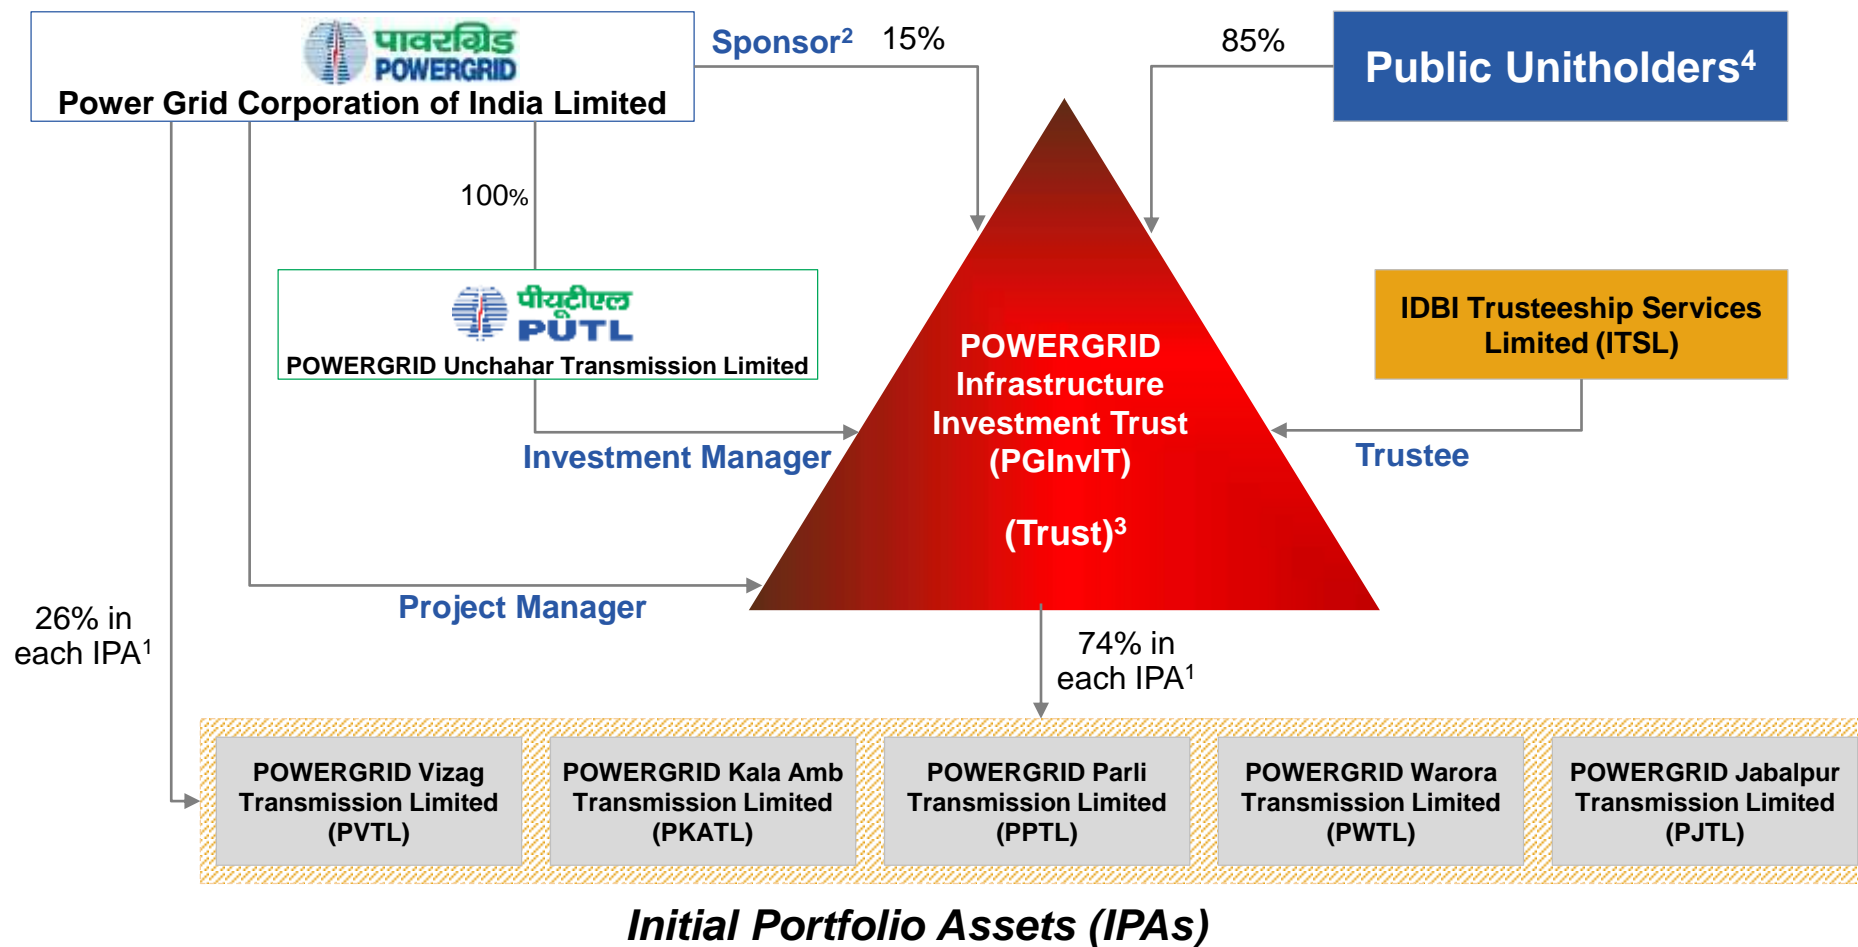 पावरग्रिड
POWERGRID
Power Grid Corporation of India Limited
Sponsor2 15%
85%
Public Unitholders4
100%
पीयूटीएल
PUTL
POWERGRID Unchahar Transmission Limited
IDBI Trusteeship Services
Limited (ITSL)
POWERGRID
Infrastructure
Investment Trust
(PGInvIT)
(Trust)3
Investment Manager
Trustee
Project Manager
26% in
each IPA1
74% in
each IPA1
POWERGRID Vizag
Transmission Limited
(PVTL)
POWERGRID Kala Amb
Transmission Limited
(PKATL)
POWERGRID Parli
Transmission Limited
(PPTL)
POWERGRID Warora
Transmission Limited
(PWTL)
POWERGRID Jabalpur
Transmission Limited
(PJTL)
Initial Portfolio Assets (IPAs)